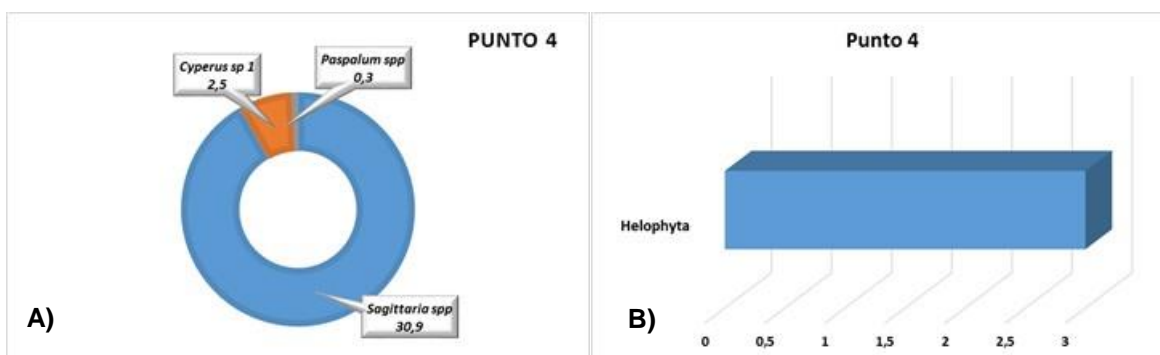 PUNTO 4
Cyperus sp 1
2,5
Paspalum spp
0,3
Sagittaria spp
30,9
A)
Punto 4
Helophyta
0 0,5 1 1,5 2 2,5 3
B)